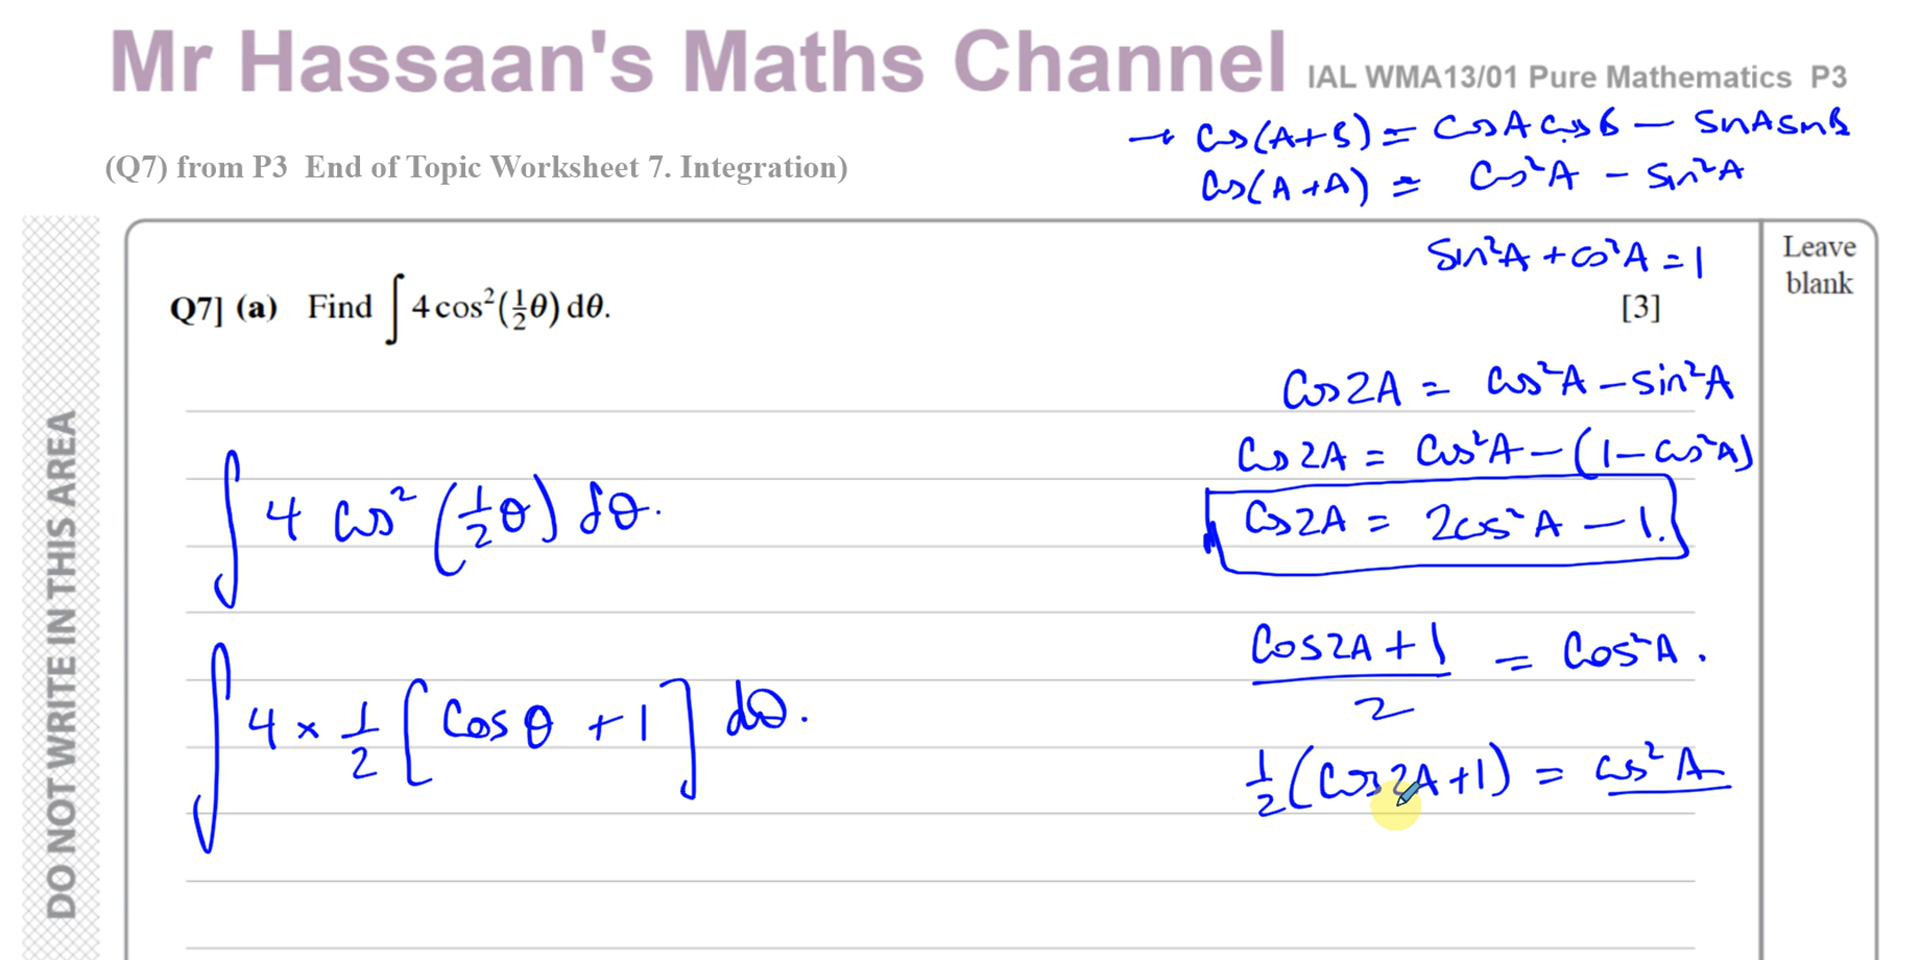 Mr Hassaan's Maths Channel IAL WMA13/01 Pure Mathematics P3
→ Cos(A+B) = CosA CosB − SinA SinB
(Q7) from P3 End of Topic Worksheet 7. Integration)
Cos(A+A) = Cos²A − Sin²A
Leave
blank
Sin²A + Cos²A = 1
Q7] (a) Find ∫ 4 cos²(½θ) dθ.
[3]
Cos2A = Cos²A − Sin²A
Cos2A = Cos²A − (1 − Cos²A)
∫ 4 Cos² (½θ) dθ.
Cos2A = 2Cos²A − 1.
(Cos2A + 1)/2 = Cos²A.
∫ 4 × ½ [Cos θ + 1] dθ.
½(Cos2A + 1) = Cos²A
DO NOT WRITE IN THIS AREA